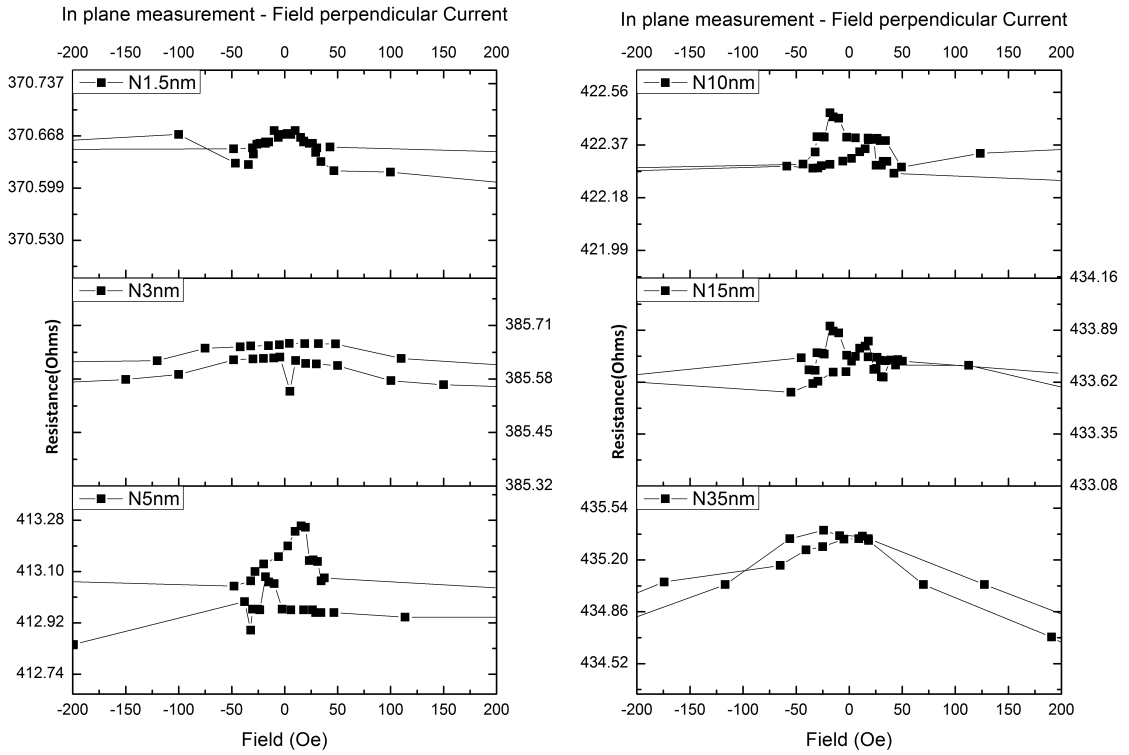 In plane measurement - Field perpendicular Current
-200 -150 -100 -50 0 50 100 150 200
N1.5nm
370.737
370.668
370.599
370.530
N3nm
385.71
385.58
385.45
385.32
Resistance(Ohms)
N5nm
413.28
413.10
412.92
412.74
-200 -150 -100 -50 0 50 100 150 200
Field (Oe)
In plane measurement - Field perpendicular Current
-200 -150 -100 -50 0 50 100 150 200
N10nm
422.56
422.37
422.18
421.99
N15nm
434.16
433.89
433.62
433.35
433.08
Resistance(Ohms)
N35nm
435.54
435.20
434.86
434.52
-200 -150 -100 -50 0 50 100 150 200
Field (Oe)